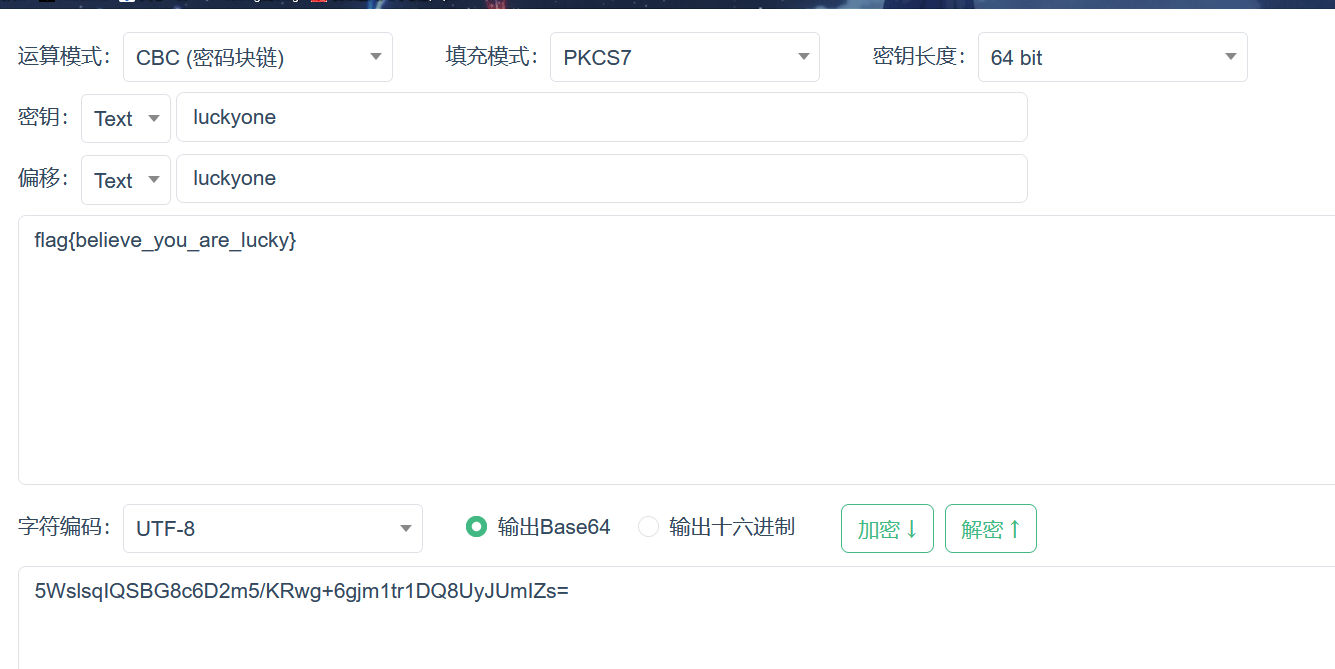 运算模式： CBC (密码块链) 填充模式： PKCS7 密钥长度： 64 bit
密钥： Text luckyone
偏移： Text luckyone
flag{believe_you_are_lucky}
字符编码： UTF-8 输出Base64 输出十六进制 加密↓ 解密↑
5WslsqIQSBG8c6D2m5/KRwg+6gjm1tr1DQ8UyJUmIZs=